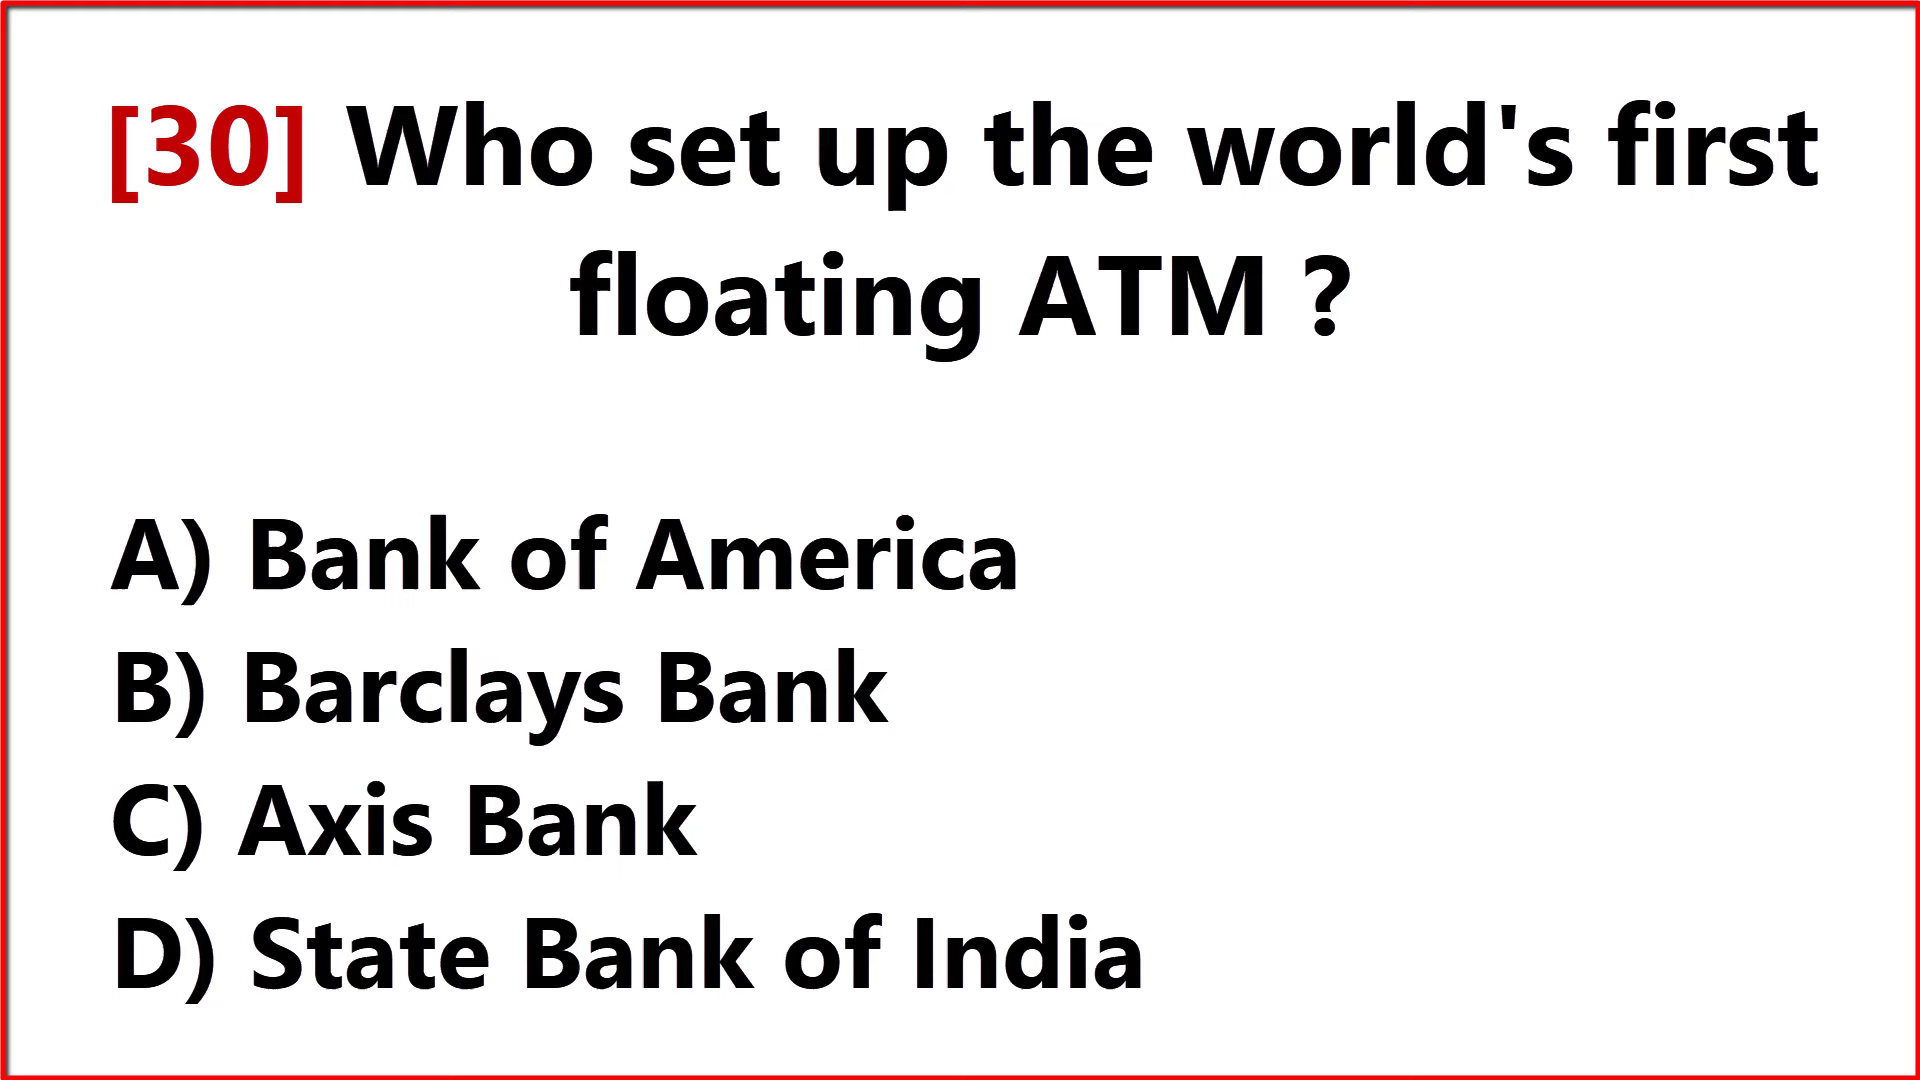 [30] Who set up the world's first
floating ATM ?
A) Bank of America
B) Barclays Bank
C) Axis Bank
D) State Bank of India